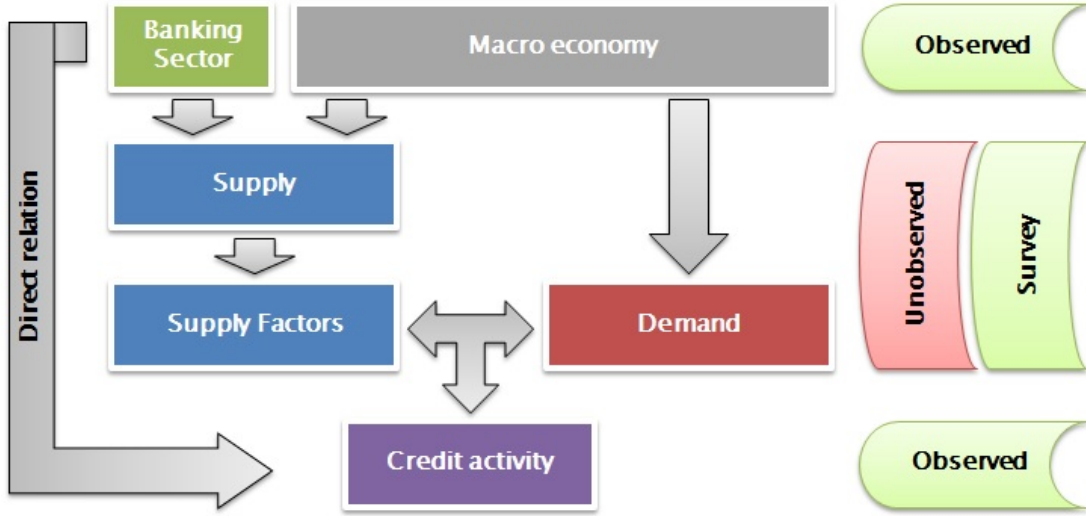 Banking
Sector
Macro economy
Observed
Supply
Direct relation
Unobserved
Survey
Supply Factors
Demand
Credit activity
Observed